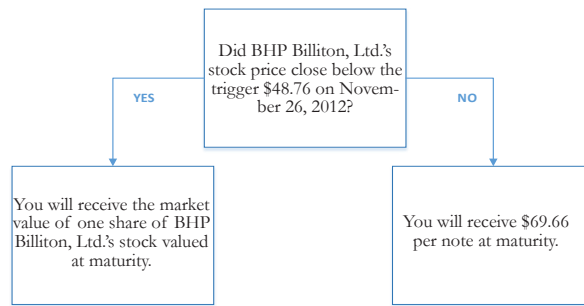 Did BHP Billiton, Ltd.'s
stock price close below the
trigger $48.76 on Novem-
ber 26, 2012?
YES
NO
You will receive the market
value of one share of BHP
Billiton, Ltd.'s stock valued
at maturity.
You will receive $69.66
per note at maturity.